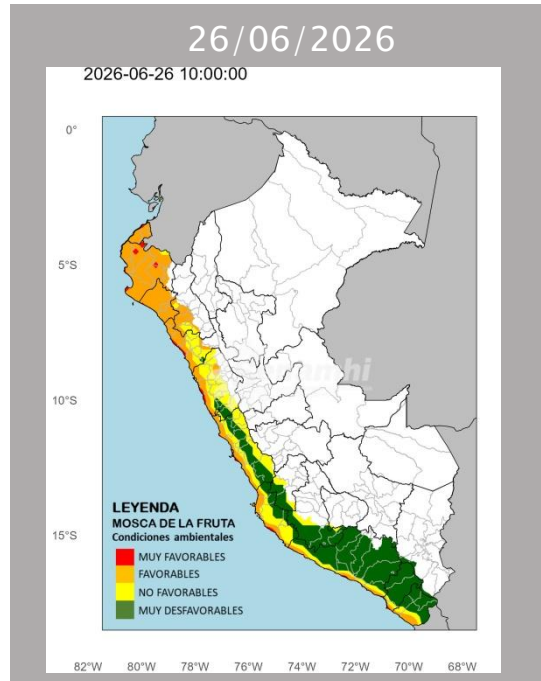 26/06/2026
2026-06-26 10:00:00
0°
5°S
10°S
15°S
LEYENDA
MOSCA DE LA FRUTA
Condiciones ambientales
MUY FAVORABLES
FAVORABLES
NO FAVORABLES
MUY DESFAVORABLES
82°W 80°W 78°W 76°W 74°W 72°W 70°W 68°W